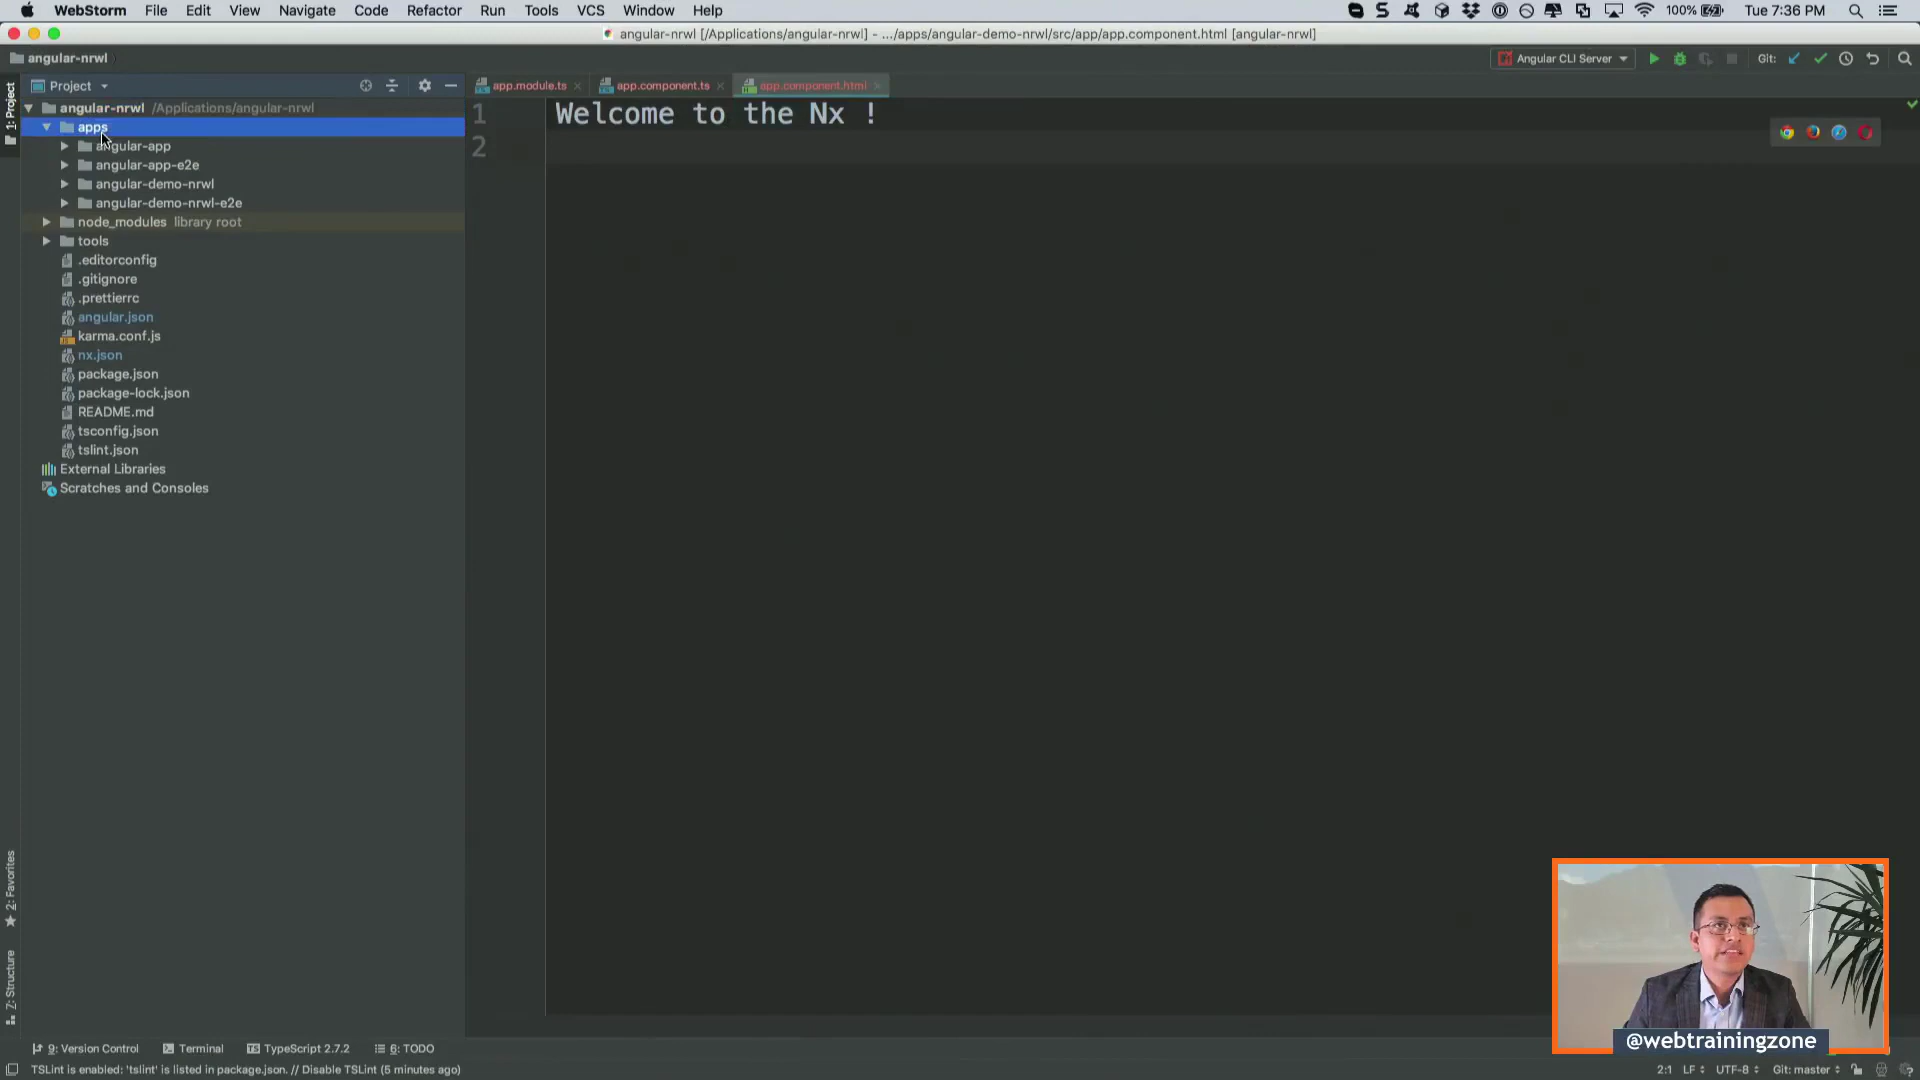 WebStorm File Edit View Navigate Code Refactor Run Tools VCS Window Help 100% Tue 7:36 PM
angular-nrwl [/Applications/angular-nrwl] - .../apps/angular-demo-nrwl/src/app/app.component.html [angular-nrwl]
angular-nrwl Angular CLI Server Git:
Project app.module.ts app.component.ts app.component.html
1: Project
angular-nrwl /Applications/angular-nrwl
apps
angular-app
angular-app-e2e
angular-demo-nrwl
angular-demo-nrwl-e2e
node_modules library root
tools
.editorconfig
.gitignore
.prettierrc
angular.json
karma.conf.js
nx.json
package.json
package-lock.json
README.md
tsconfig.json
tslint.json
External Libraries
Scratches and Consoles
1 Welcome to the Nx !
2
2: Favorites
Z: Structure
@webtrainingzone
9: Version Control Terminal TypeScript 2.7.2 6: TODO
TSLint is enabled: 'tslint' is listed in package.json. // Disable TSLint (5 minutes ago) 2:1 LF UTF-8 Git: master